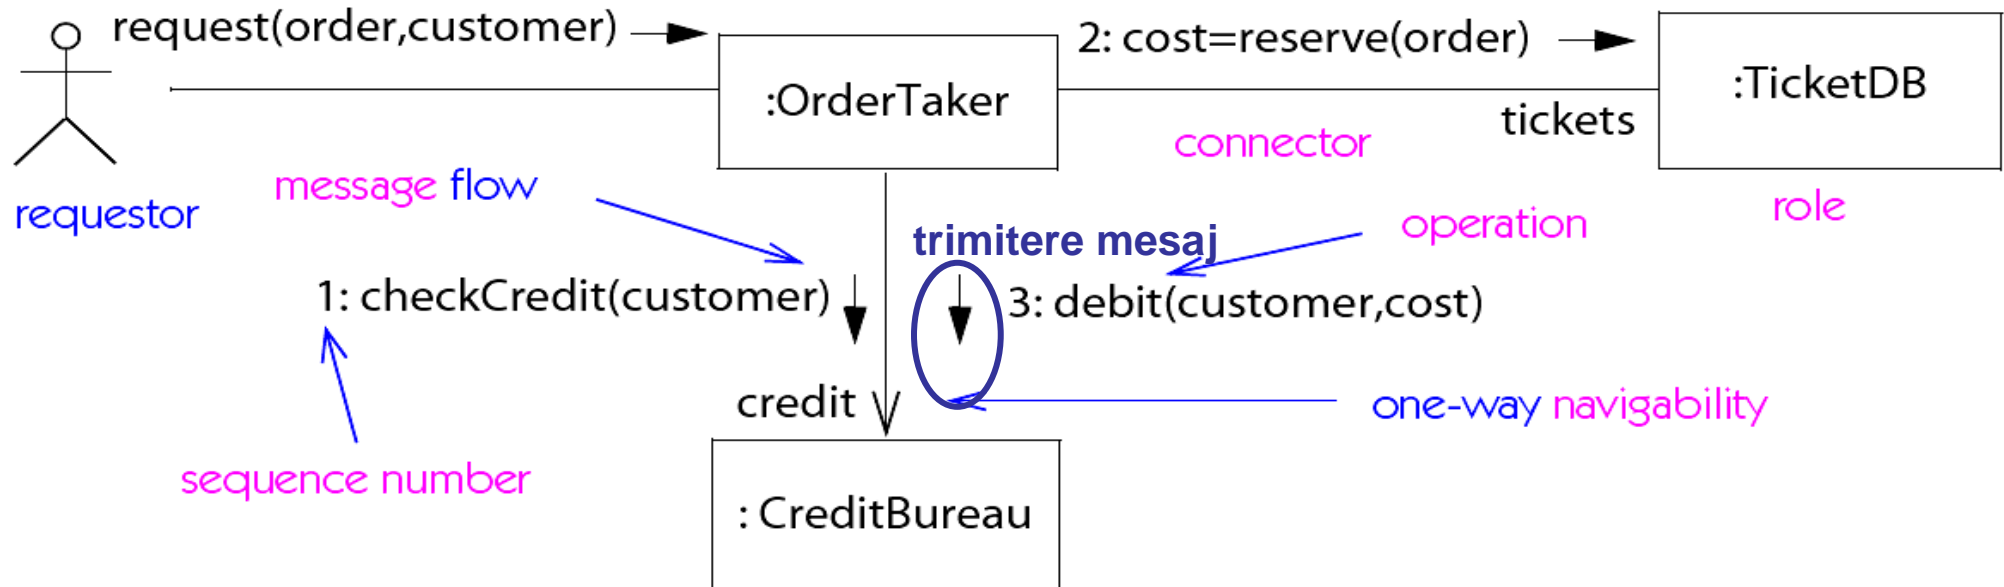 request(order,customer)
2: cost=reserve(order)
:OrderTaker
:TicketDB
tickets
connector
message flow
requestor
role
operation
trimitere mesaj
1: checkCredit(customer)
3: debit(customer,cost)
credit
one-way navigability
sequence number
: CreditBureau